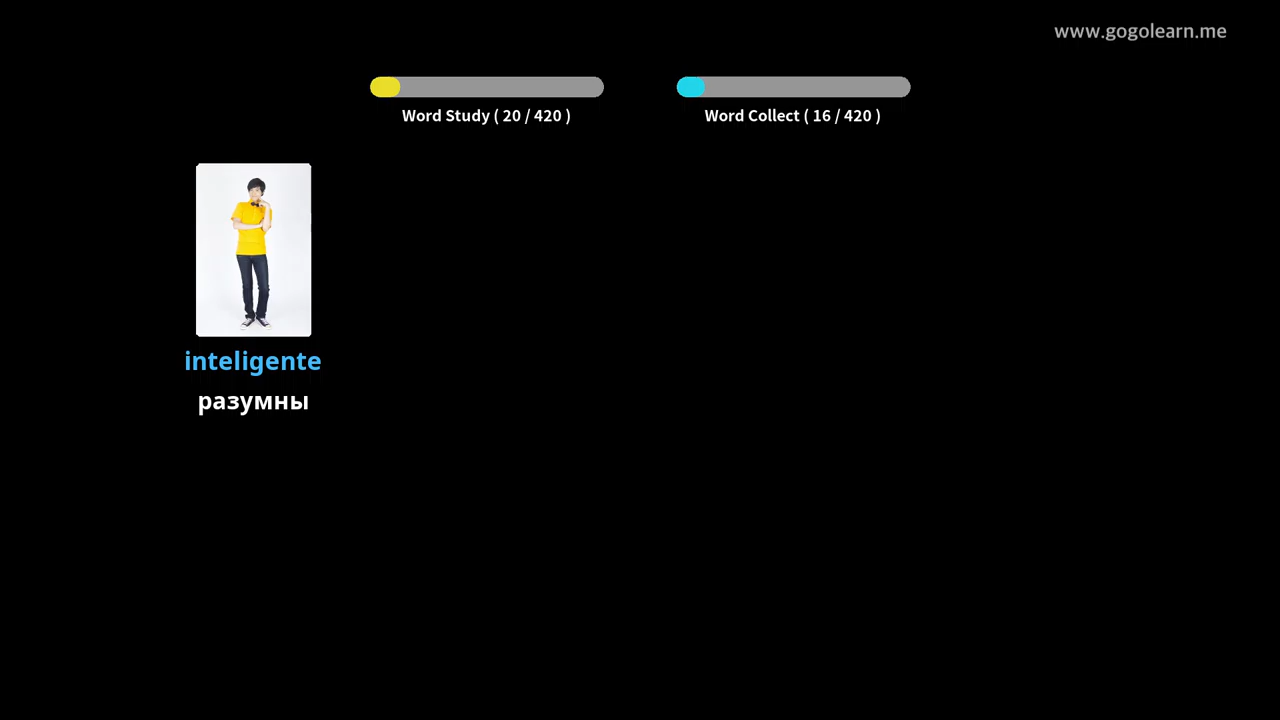 www.gogolearn.me
Word Study ( 20 / 420 )
Word Collect ( 16 / 420 )
inteligente
разумны